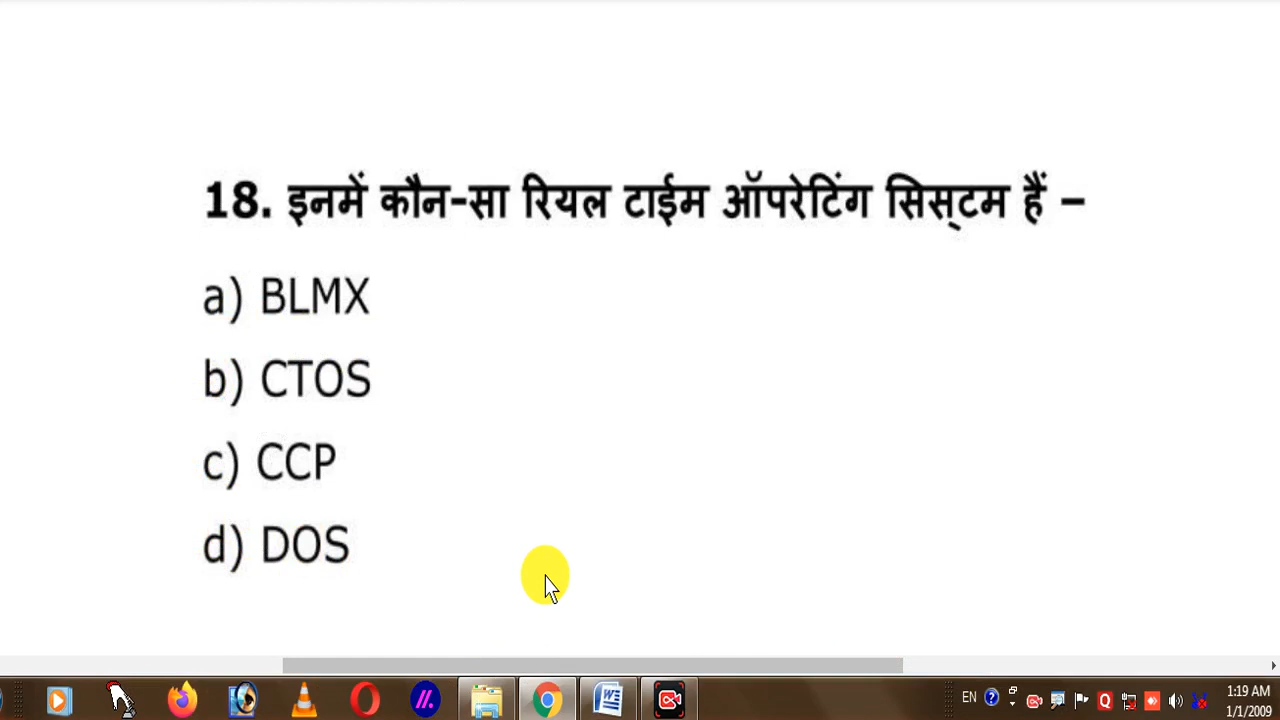 18. इनमें कौन-सा रियल टाईम ऑपरेटिंग सिस्‌टम हैं –
a) BLMX
b) CTOS
c) CCP
d) DOS
EN
1:19 AM
1/1/2009